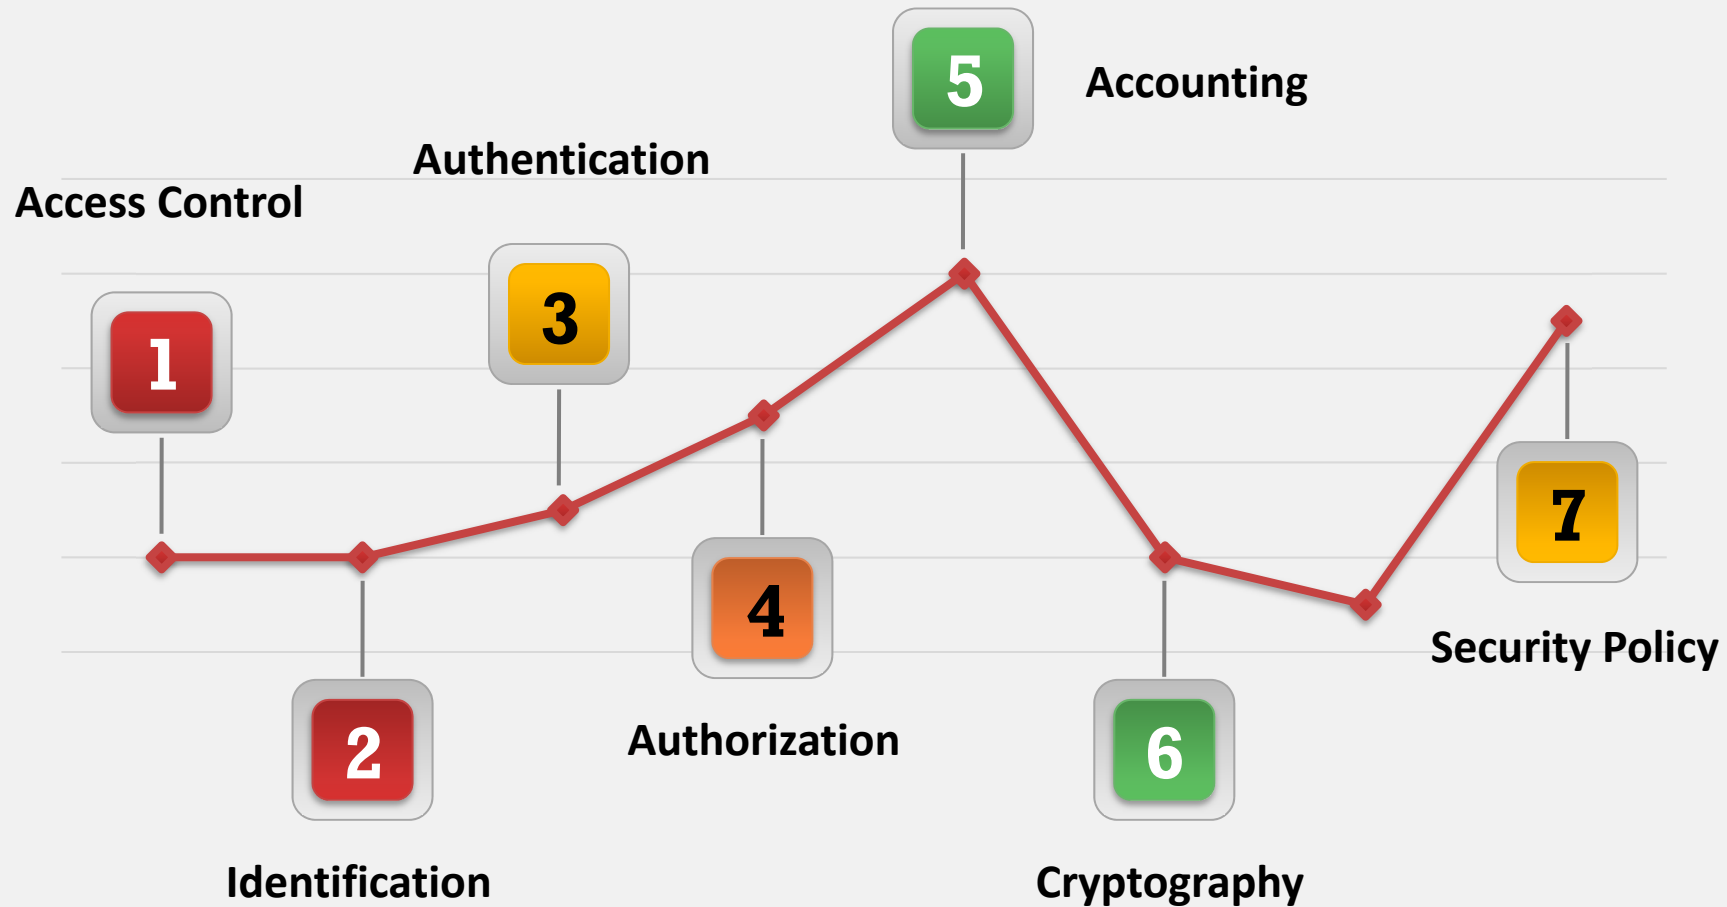 1
Access Control
2
Identification
3
Authentication
4
Authorization
5
Accounting
6
Cryptography
7
Security Policy